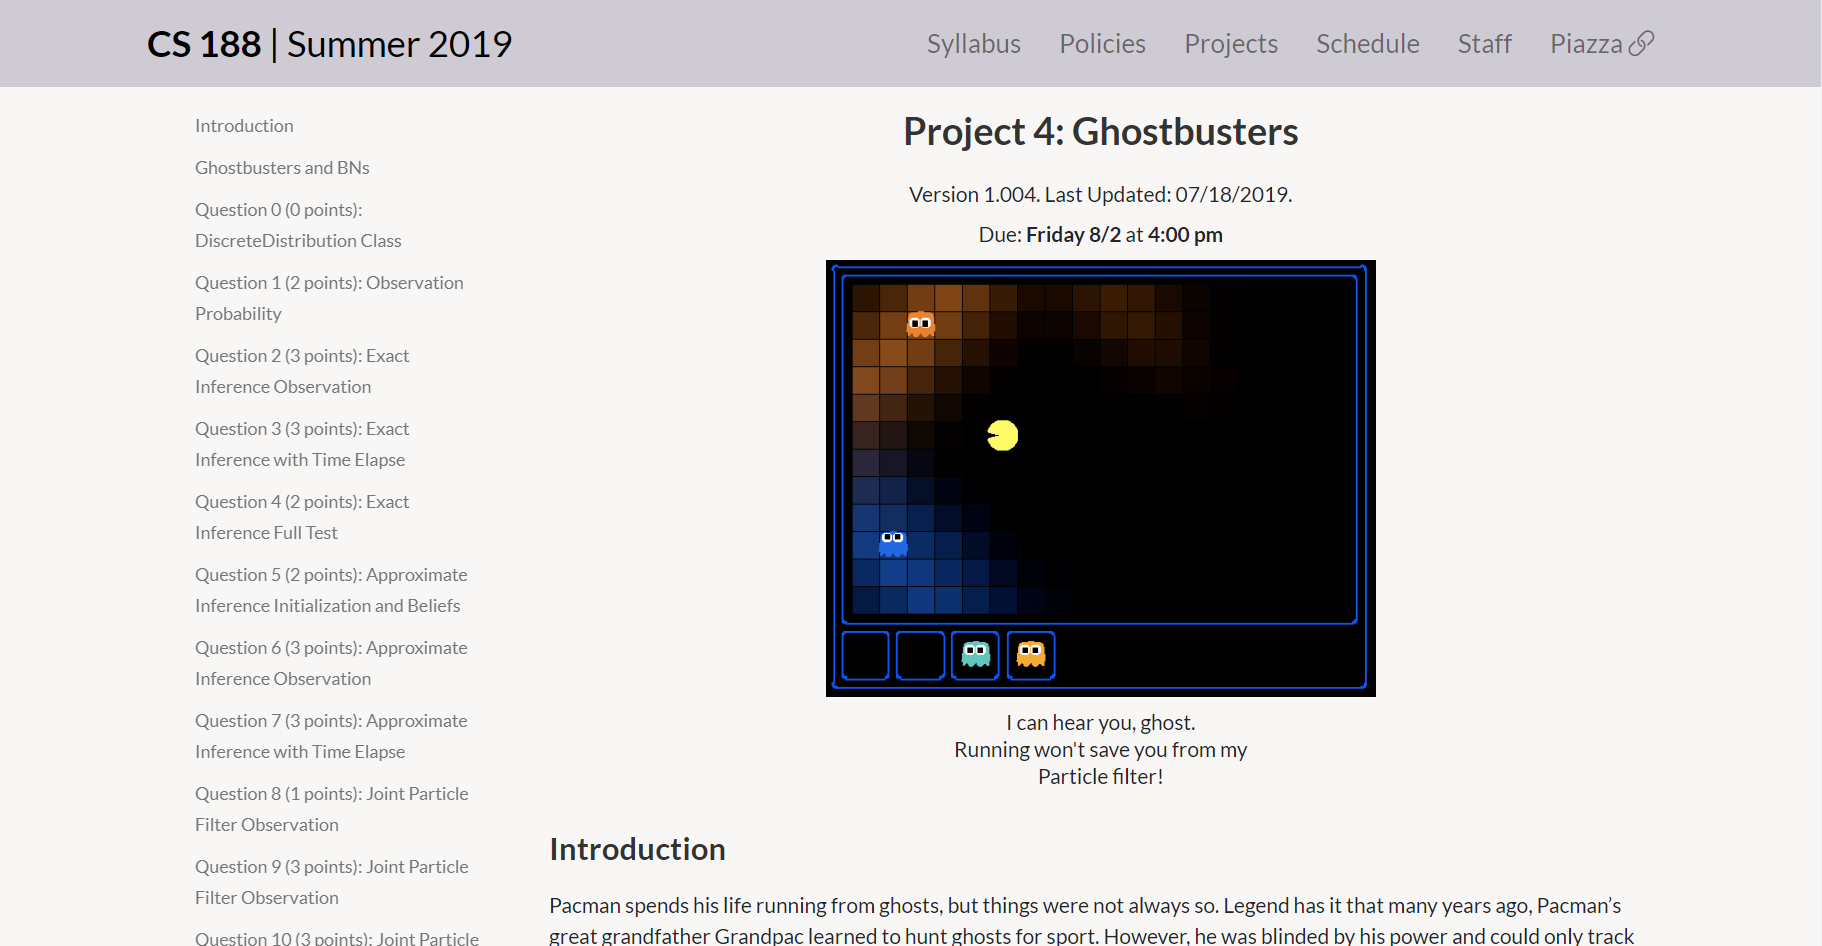 CS 188 | Summer 2019
Syllabus Policies Projects Schedule Staff Piazza
Introduction
Ghostbusters and BNs
Question 0 (0 points):
DiscreteDistribution Class
Question 1 (2 points): Observation
Probability
Question 2 (3 points): Exact
Inference Observation
Question 3 (3 points): Exact
Inference with Time Elapse
Question 4 (2 points): Exact
Inference Full Test
Question 5 (2 points): Approximate
Inference Initialization and Beliefs
Question 6 (3 points): Approximate
Inference Observation
Question 7 (3 points): Approximate
Inference with Time Elapse
Question 8 (1 points): Joint Particle
Filter Observation
Question 9 (3 points): Joint Particle
Filter Observation
Question 10 (3 points): Joint Particle
Project 4: Ghostbusters
Version 1.004. Last Updated: 07/18/2019.
Due: Friday 8/2 at 4:00 pm
I can hear you, ghost.
Running won't save you from my
Particle filter!
Introduction
Pacman spends his life running from ghosts, but things were not always so. Legend has it that many years ago, Pacman’s
great grandfather Grandpac learned to hunt ghosts for sport. However, he was blinded by his power and could only track